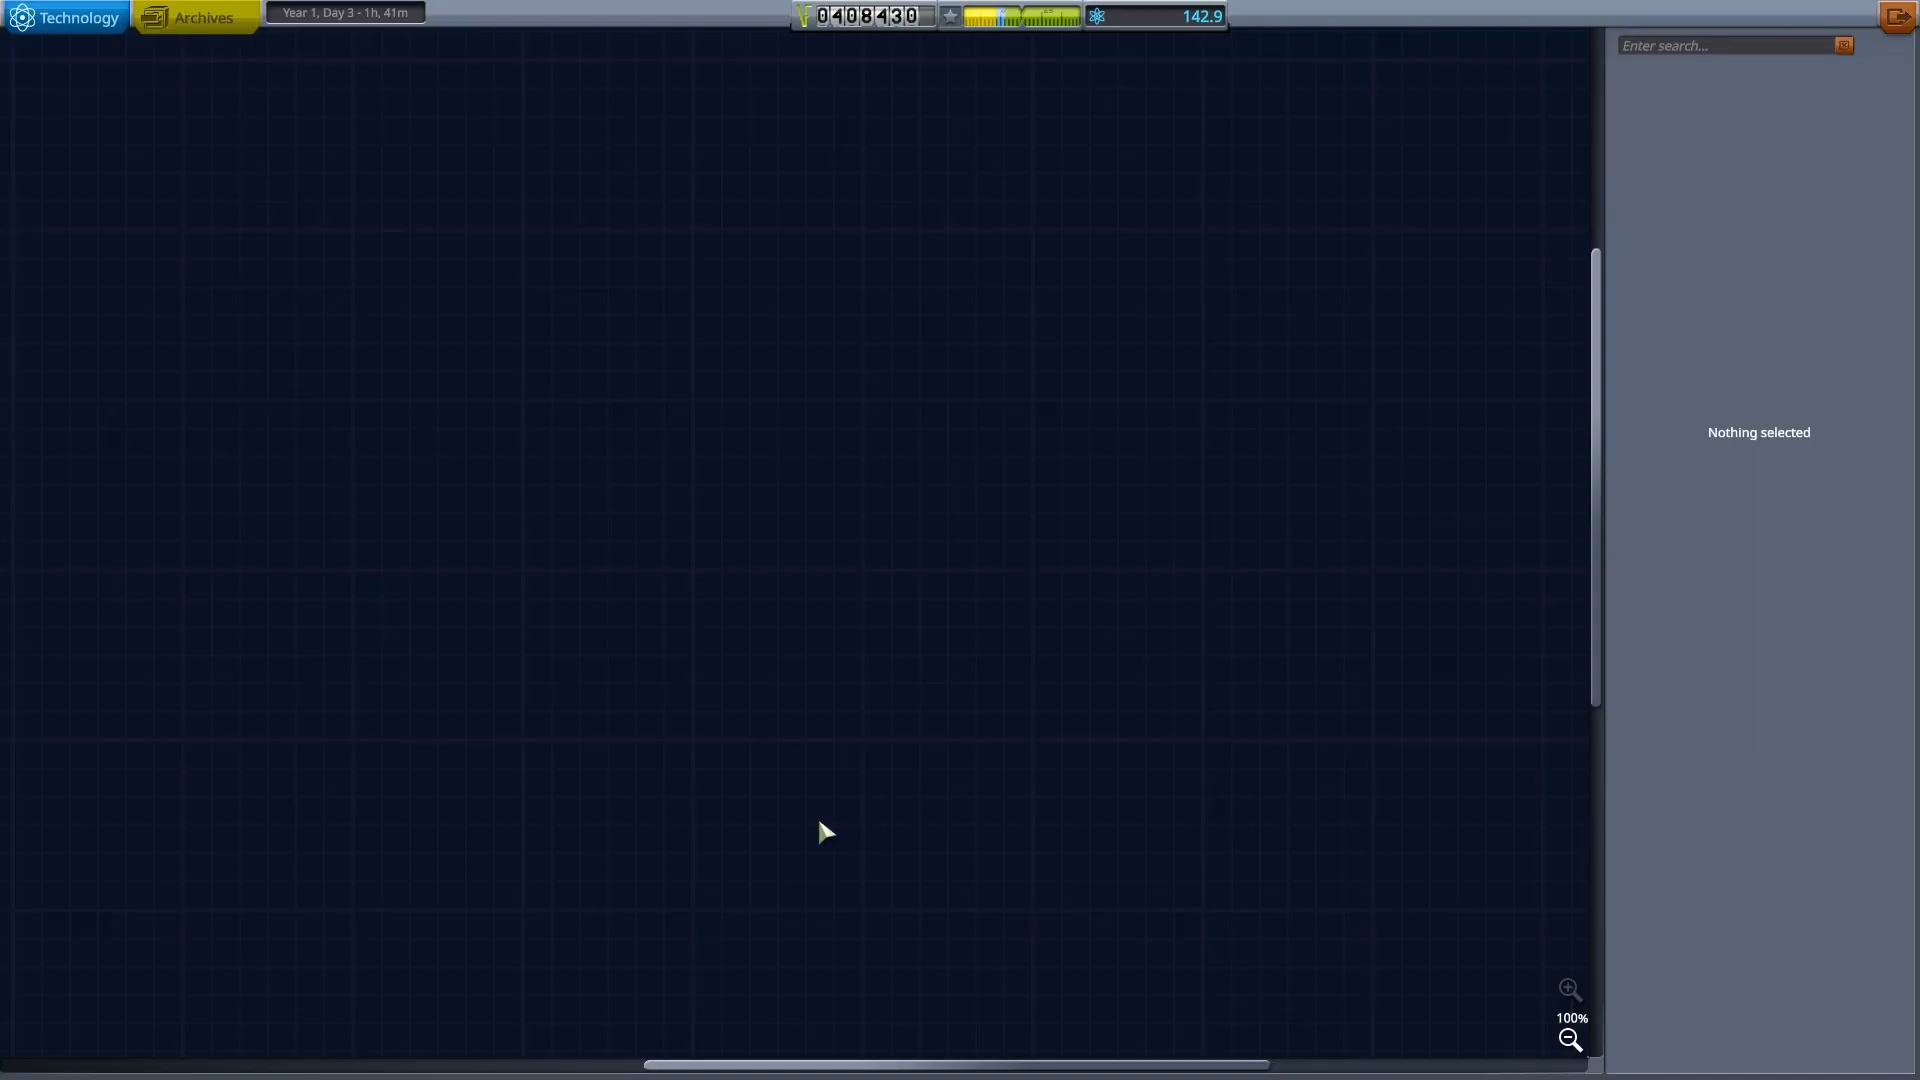 Technology
Archives
Year 1, Day 3 - 1h, 41m
0408430
142.9
Enter search...
Nothing selected
100%